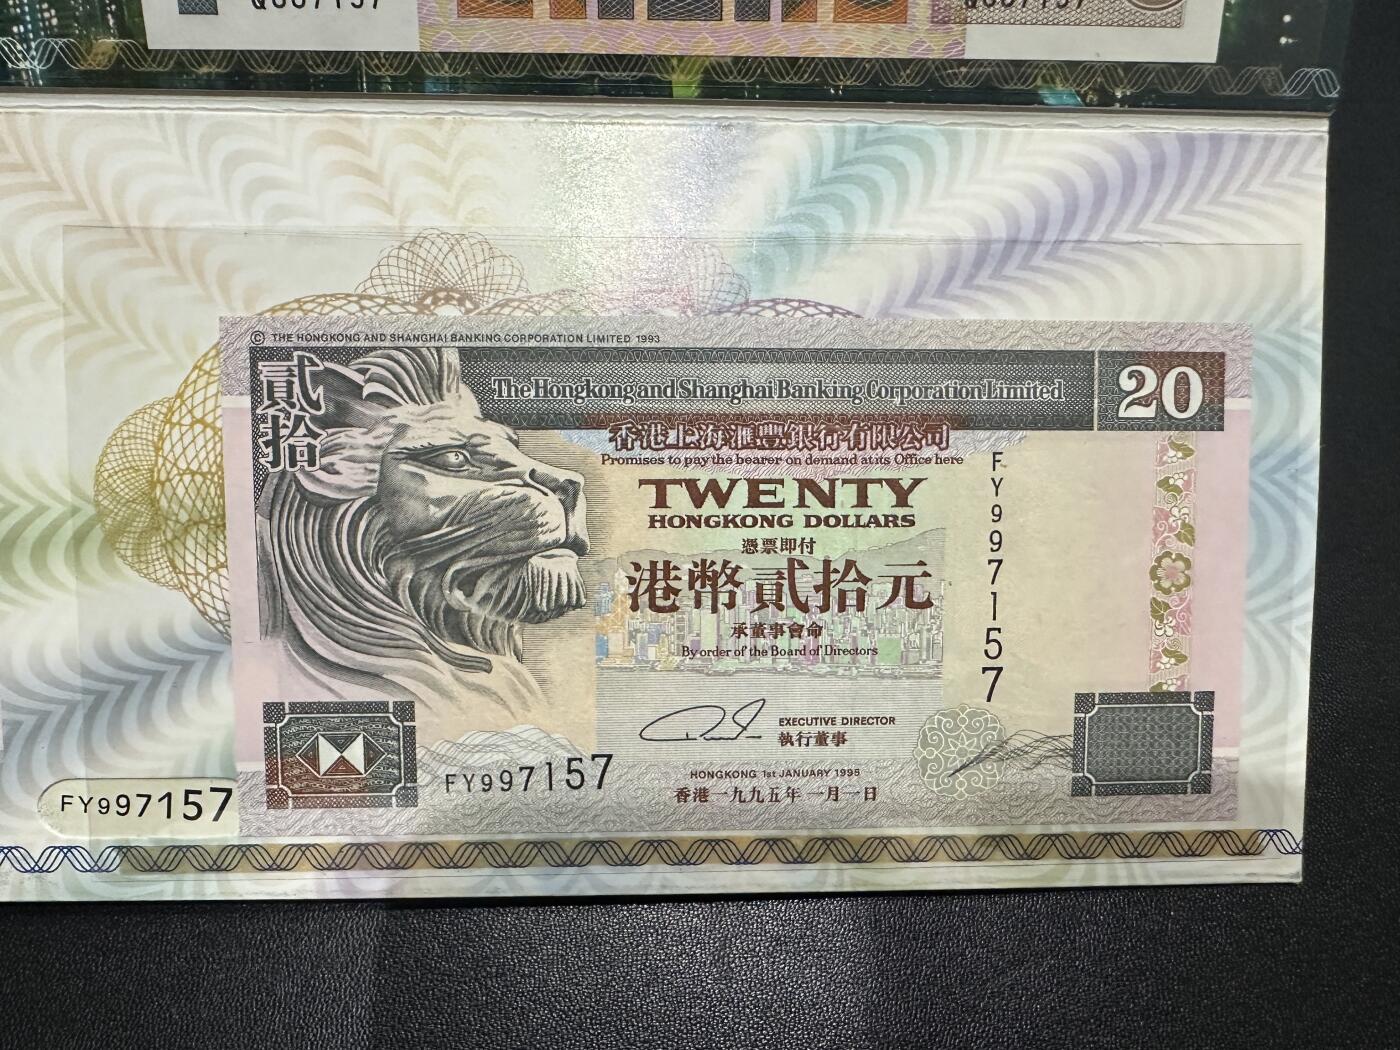 © THE HONGKONG AND SHANGHAI BANKING CORPORATION LIMITED 1993
貳拾
The Hongkong and Shanghai Banking Corporation Limited
20
香港上海滙豐銀行有限公司
Promises to pay the bearer on demand at its Office here
TWENTY
HONGKONG DOLLARS
憑票即付
港幣貳拾元
承董事會命
By order of the Board of Directors
FY997157
EXECUTIVE DIRECTOR
執行董事
FY997157
HONGKONG 1st JANUARY 1995
香港一九九五年一月一日
FY997157